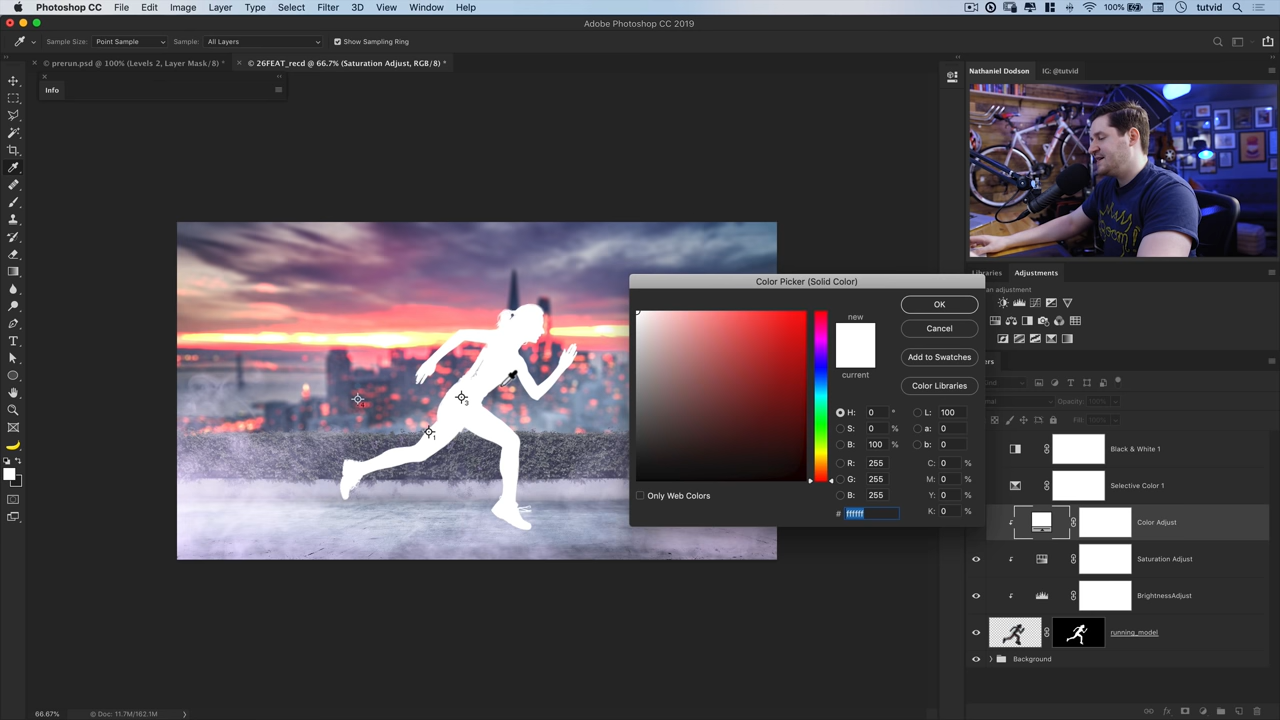 Photoshop CC File Edit Image Layer Type Select Filter 3D View Window Help 100% tutvid
Adobe Photoshop CC 2019
Sample Size: Point Sample Sample: All Layers Show Sampling Ring
© prerun.psd @ 100% (Levels 2, Layer Mask/8) * © 26FEAT_recd @ 66.7% (Saturation Adjust, RGB/8) *
Nathaniel Dodson IG: @tutvid
Info
Libraries Adjustments
an adjustment
Color Picker (Solid Color)
new
current
OK
Cancel
Add to Swatches
Color Libraries
H: 0 ° L: 100
S: 0 % a: 0
B: 100 % b: 0
R: 255 C: 0 %
G: 255 M: 0 %
B: 255 Y: 0 %
# ffffff K: 0 %
Only Web Colors
Opacity: 100%
Fill: 100%
Black & White 1
Selective Color 1
Color Adjust
Saturation Adjust
BrightnessAdjust
running_model
Background
3
1
66.67% Doc: 11.7M/162.1M